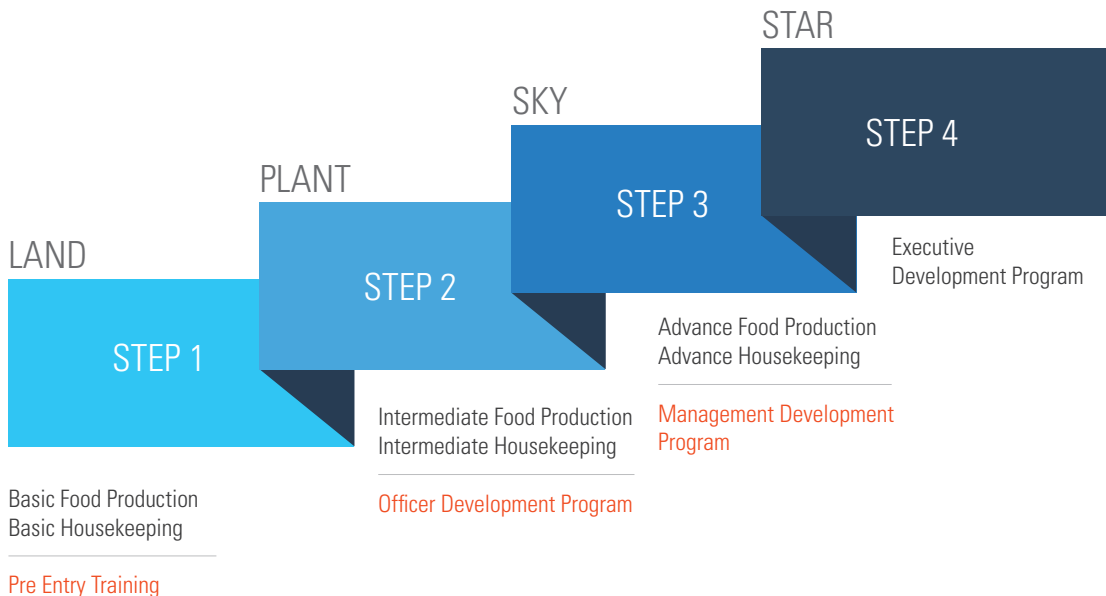 LAND
STEP 1
Basic Food Production
Basic Housekeeping
Pre Entry Training
PLANT
STEP 2
Intermediate Food Production
Intermediate Housekeeping
Officer Development Program
SKY
STEP 3
Advance Food Production
Advance Housekeeping
Management Development
Program
STAR
STEP 4
Executive
Development Program